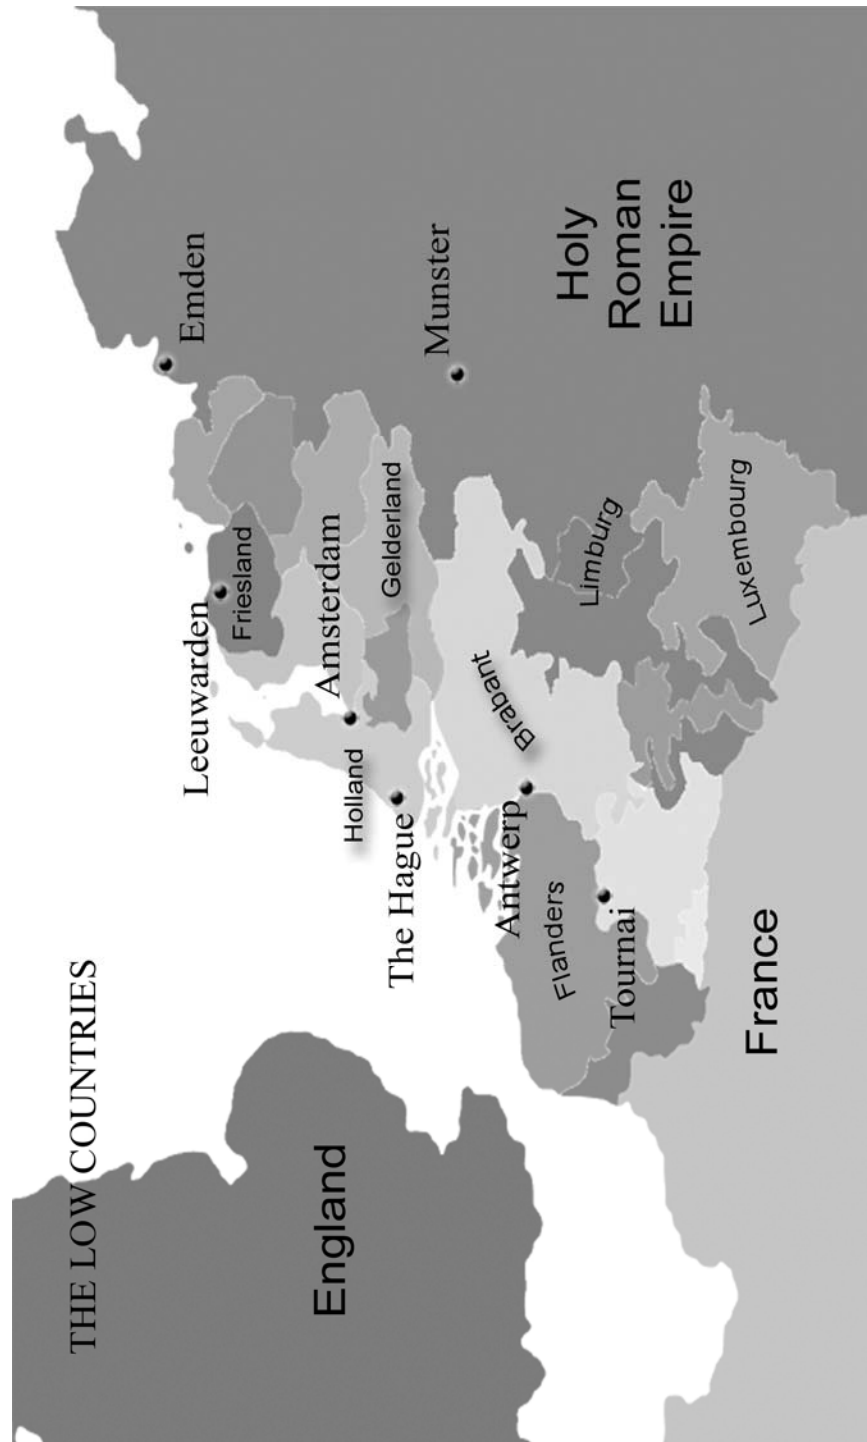 THE LOW COUNTRIES
Emden
Leeuwarden
Friesland
Amsterdam
Holland
Gelderland
The Hague
Munster
England
Brabant
Antwerp
Flanders
Holy
Roman
Empire
Limburg
Tournai
Luxembourg
France